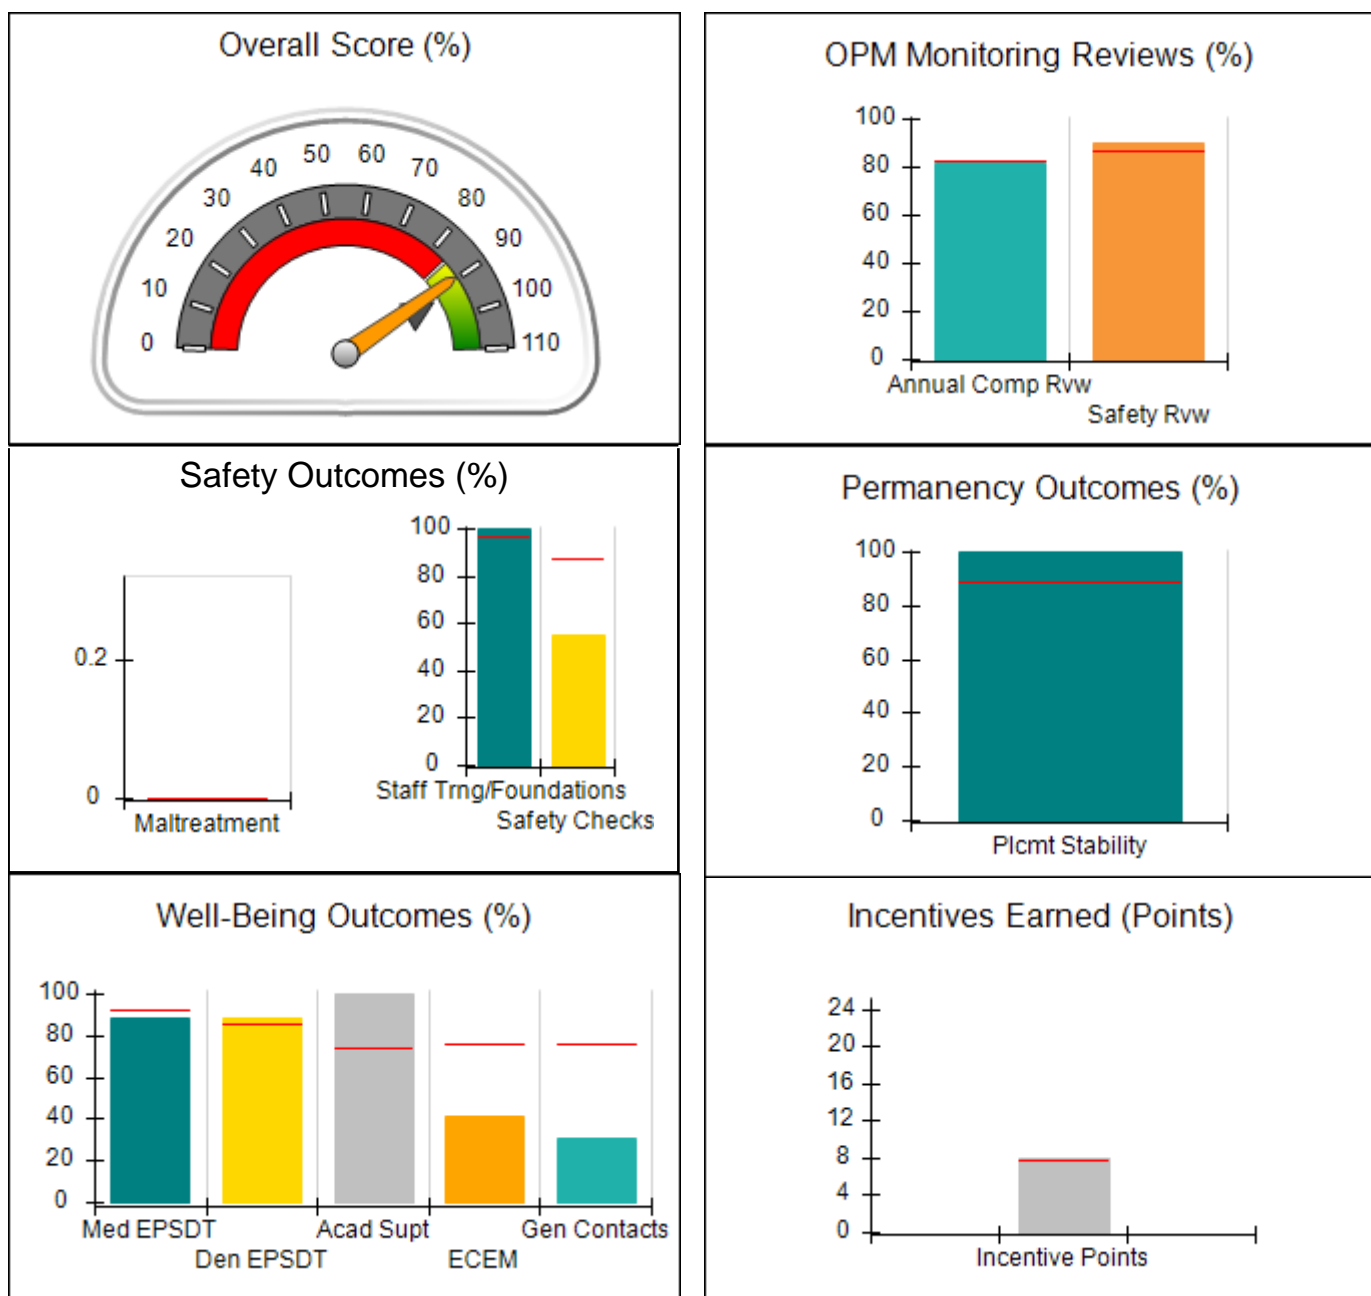 Overall Score (%)
0
10
20
30
40
50
60
70
80
90
100
110
OPM Monitoring Reviews (%)
100
80
60
40
20
0
Annual Comp Rvw
Safety Rvw
Safety Outcomes (%)
0.2
0
Maltreatment
100
80
60
40
20
0
Staff Trng/Foundations
Safety Checks
Permanency Outcomes (%)
100
80
60
40
20
0
Plcmt Stability
Well-Being Outcomes (%)
100
80
60
40
20
0
Med EPSDT
Den EPSDT
Acad Supt
ECEM
Gen Contacts
Incentives Earned (Points)
24
20
16
12
8
4
0
Incentive Points